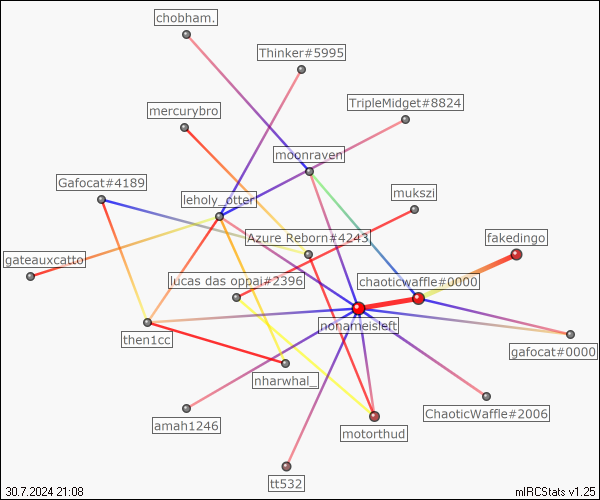 chobham.
Thinker#5995
TripleMidget#8824
mercurybro
moonraven
Gafocat#4189
mukszi
leholy_otter
Azure Reborn#4243
fakedingo
gateauxcatto
lucas das oppai#2396
chaoticwaffle#0000
nonameisleft
then1cc
gafocat#0000
nharwhal_
ChaoticWaffle#2006
amah1246
motorthud
tt532
30.7.2024 21:08
mIRCStats v1.25